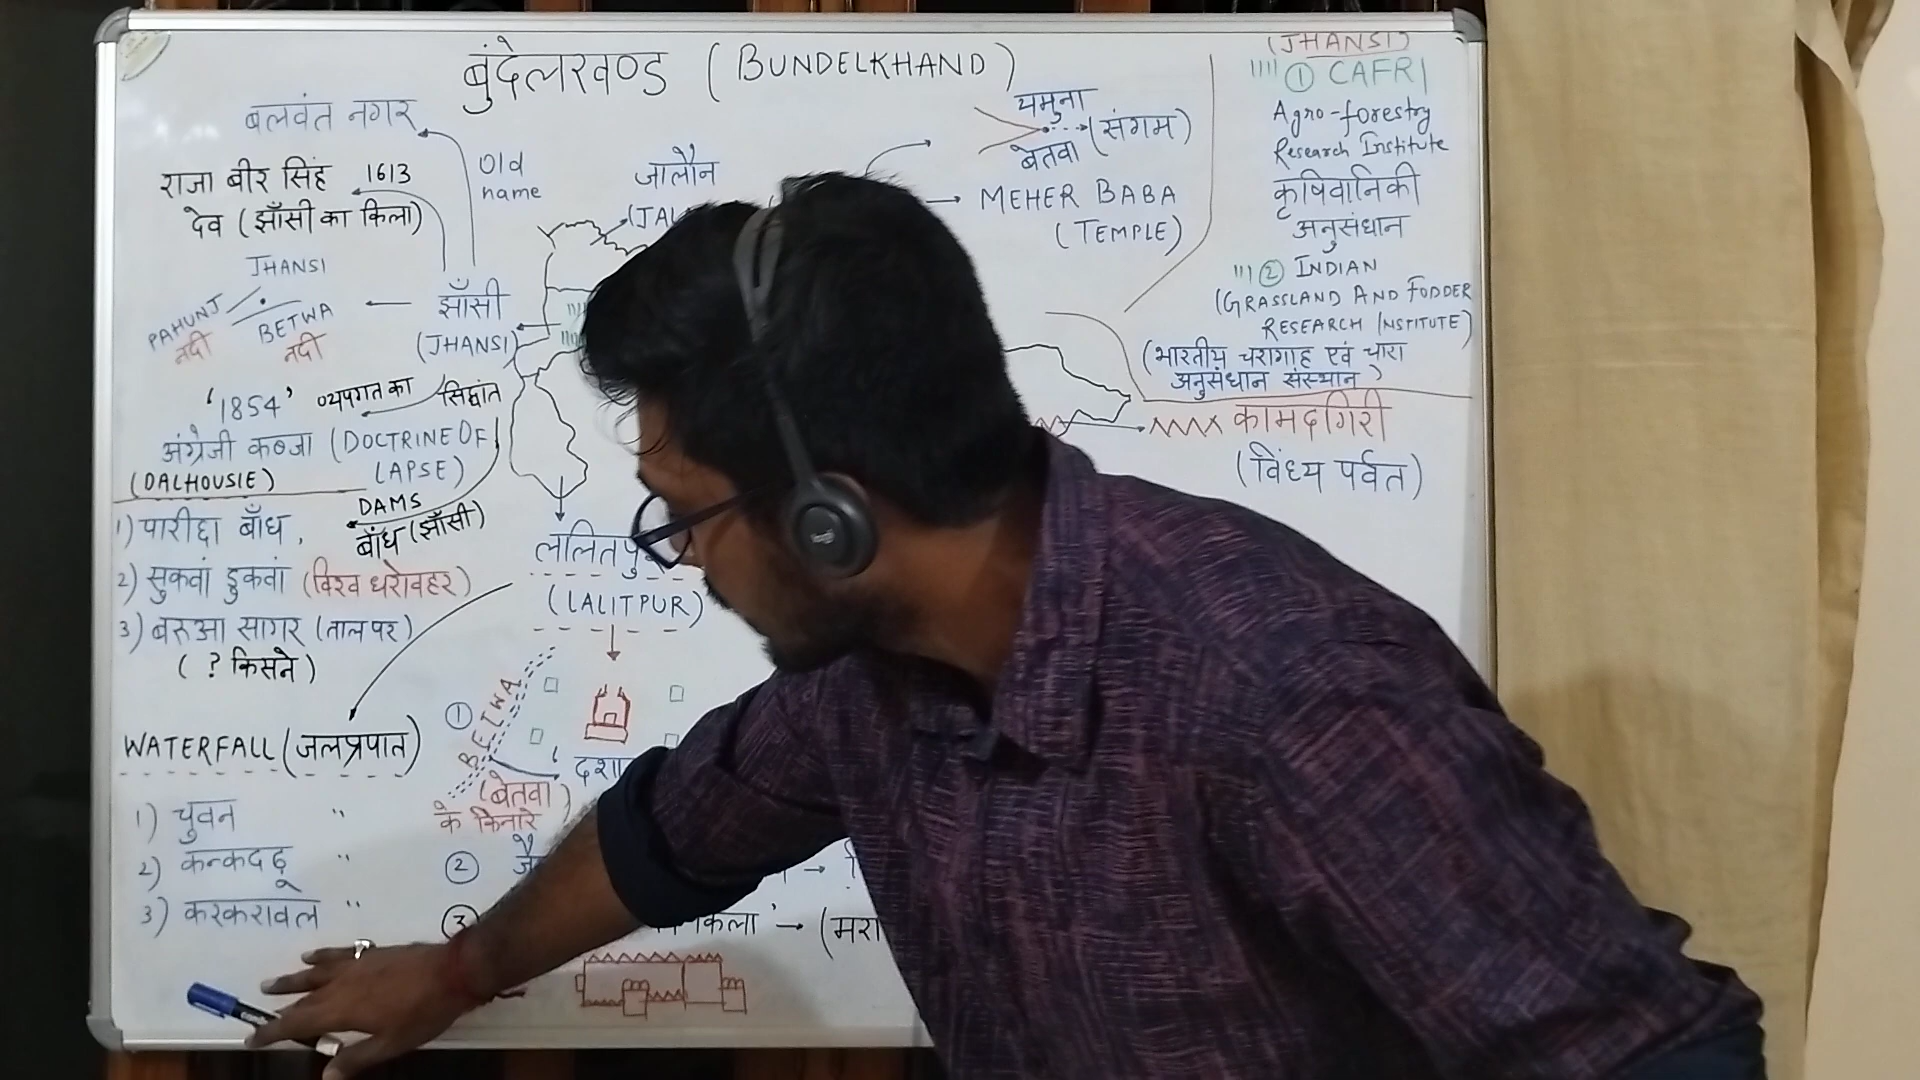 बुंदेलखण्ड ( BUNDELKHAND )
बलवंत नगर
old
name
राजा बीर सिंह 1613
देव ( झाँसी का किला )
JHANSI
PAHUNJ
नदी
BETWA
नदी
झाँसी
(JHANSI)
जालौन
(JAL
यमुना
बेतवा
(संगम)
MEHER BABA
( TEMPLE )
(JHANSI)
① CAFRI
Agro-forestry
Research Institute
कृषिवानिकी
अनुसंधान
② INDIAN
(GRASSLAND AND FODDER
RESEARCH INSTITUTE)
(भारतीय चरागाह एवं चारा
अनुसंधान संस्थान )
कामदगिरी
(विंध्य पर्वत)
'1854' व्यपगत का सिद्धांत
अंग्रेजी कब्जा (DOCTRINE OF
LAPSE)
(DALHOUSIE)
DAMS
बाँध (झाँसी)
1) पारीछा बाँध,
2) सुकवां डुकवां (विश्व धरोवहर)
3) बरूआ सागर (ताल पर)
( ? किसने )
ललितपु
(LALITPUR)
WATERFALL (जलप्रपात)
1) चुवन "
2) कन्कदद्दू "
3) करकरावल "
①
BETWA
दशा
(बेतवा)
के किनारे
② जै
③
किला' → (मरा